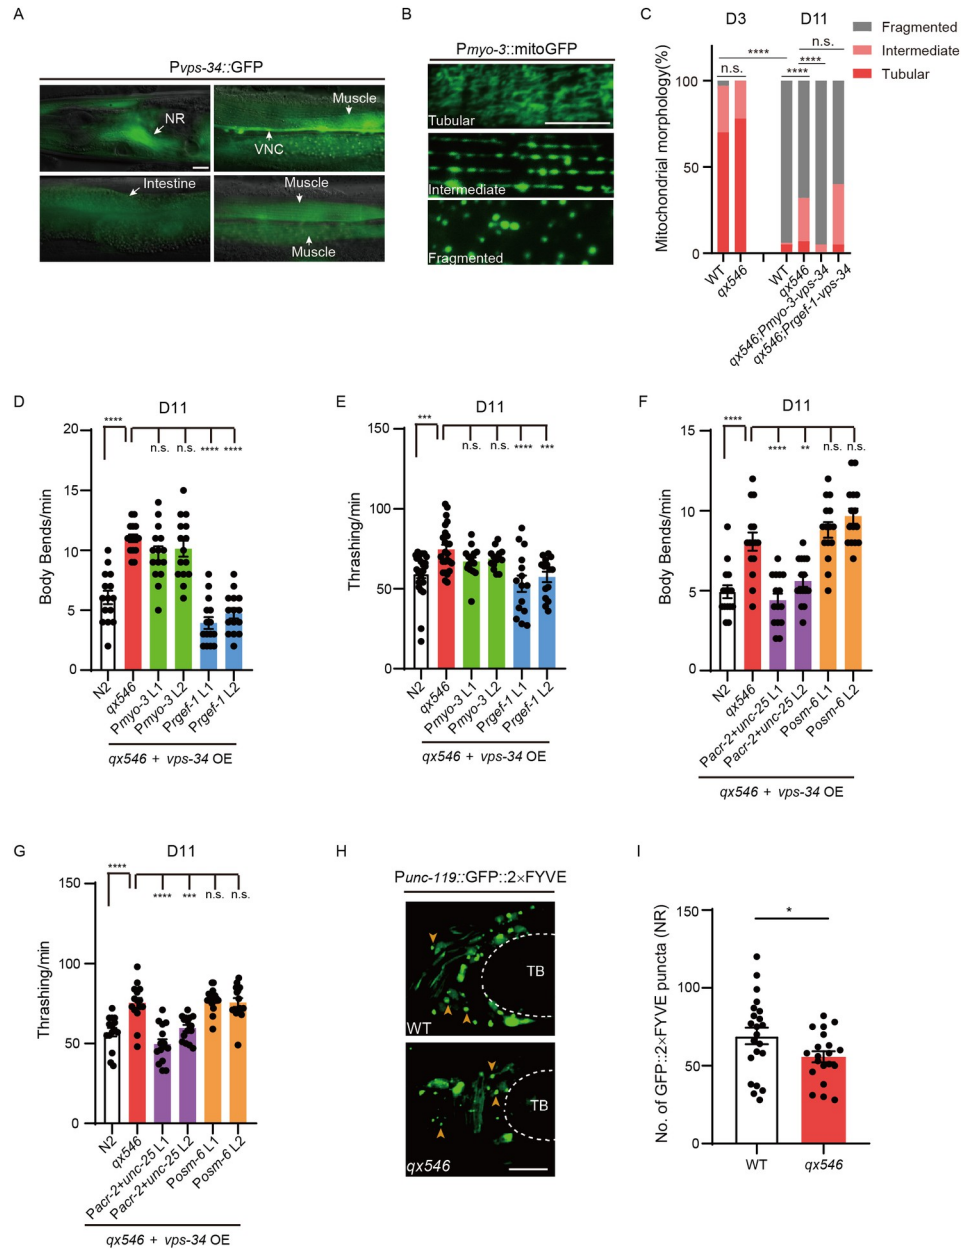 A
Pvps-34::GFP
NR
Muscle
VNC
Intestine
Muscle
Muscle
B
Pmyo-3::mitoGFP
Tubular
Intermediate
Fragmented
C
D3 D11
Fragmented
Intermediate
Tubular
n.s.
****
****
****
n.s.
Mitochondrial morphology(%)
100
50
0
WT
qx546
WT
qx546
qx546;Pmyo-3-vps-34
qx546;Prgef-1-vps-34
D
D11
**** n.s. n.s. **** ****
Body Bends/min
20
15
10
5
0
N2
qx546
Pmyo-3 L1
Pmyo-3 L2
Prgef-1 L1
Prgef-1 L2
qx546 + vps-34 OE
E
D11
*** n.s. n.s. **** ***
Thrashing/min
150
100
50
0
N2
qx546
Pmyo-3 L1
Pmyo-3 L2
Prgef-1 L1
Prgef-1 L2
qx546 + vps-34 OE
F
D11
**** **** ** n.s. n.s.
Body Bends/min
15
10
5
0
N2
qx546
Pacr-2+unc-25 L1
Pacr-2+unc-25 L2
Posm-6 L1
Posm-6 L2
qx546 + vps-34 OE
G
D11
**** **** *** n.s. n.s.
Thrashing/min
150
100
50
0
N2
qx546
Pacr-2+unc-25 L1
Pacr-2+unc-25 L2
Posm-6 L1
Posm-6 L2
qx546 + vps-34 OE
H
Punc-119::GFP::2×FYVE
TB
WT
TB
qx546
I
*
No. of GFP::2×FYVE puncta (NR)
150
100
50
0
WT
qx546